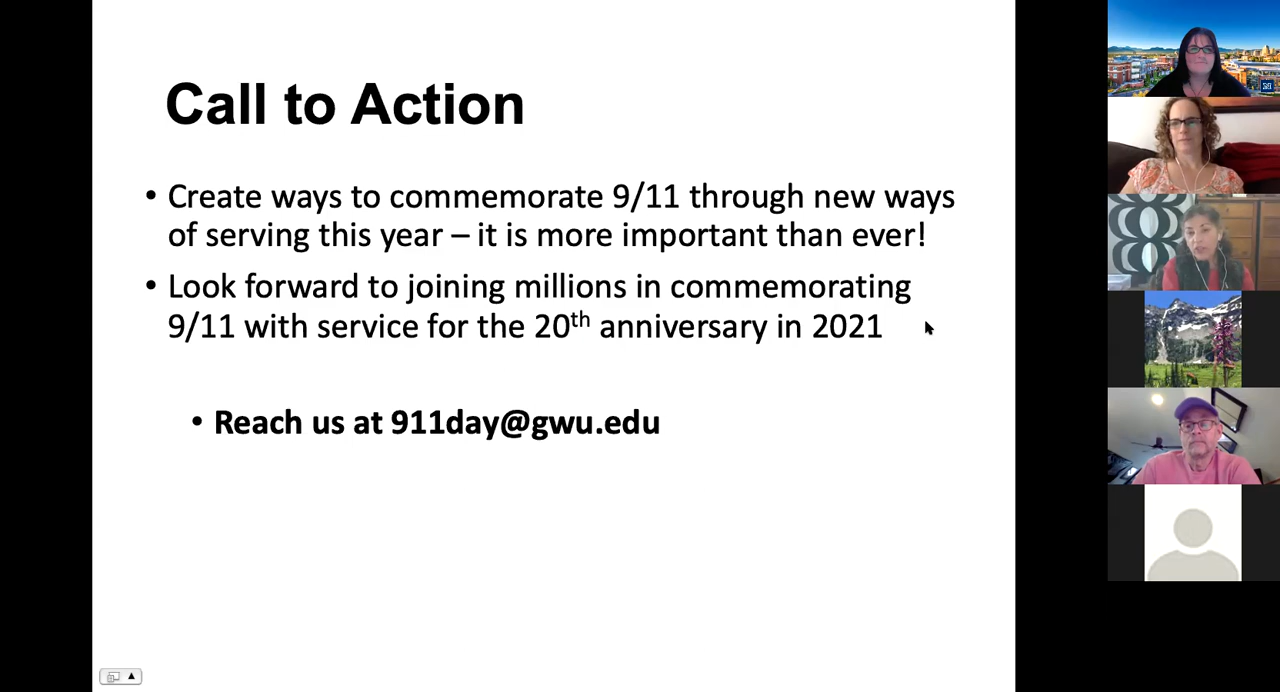 Call to Action
• Create ways to commemorate 9/11 through new ways
of serving this year – it is more important than ever!
• Look forward to joining millions in commemorating
9/11 with service for the 20th anniversary in 2021
• Reach us at 911day@gwu.edu